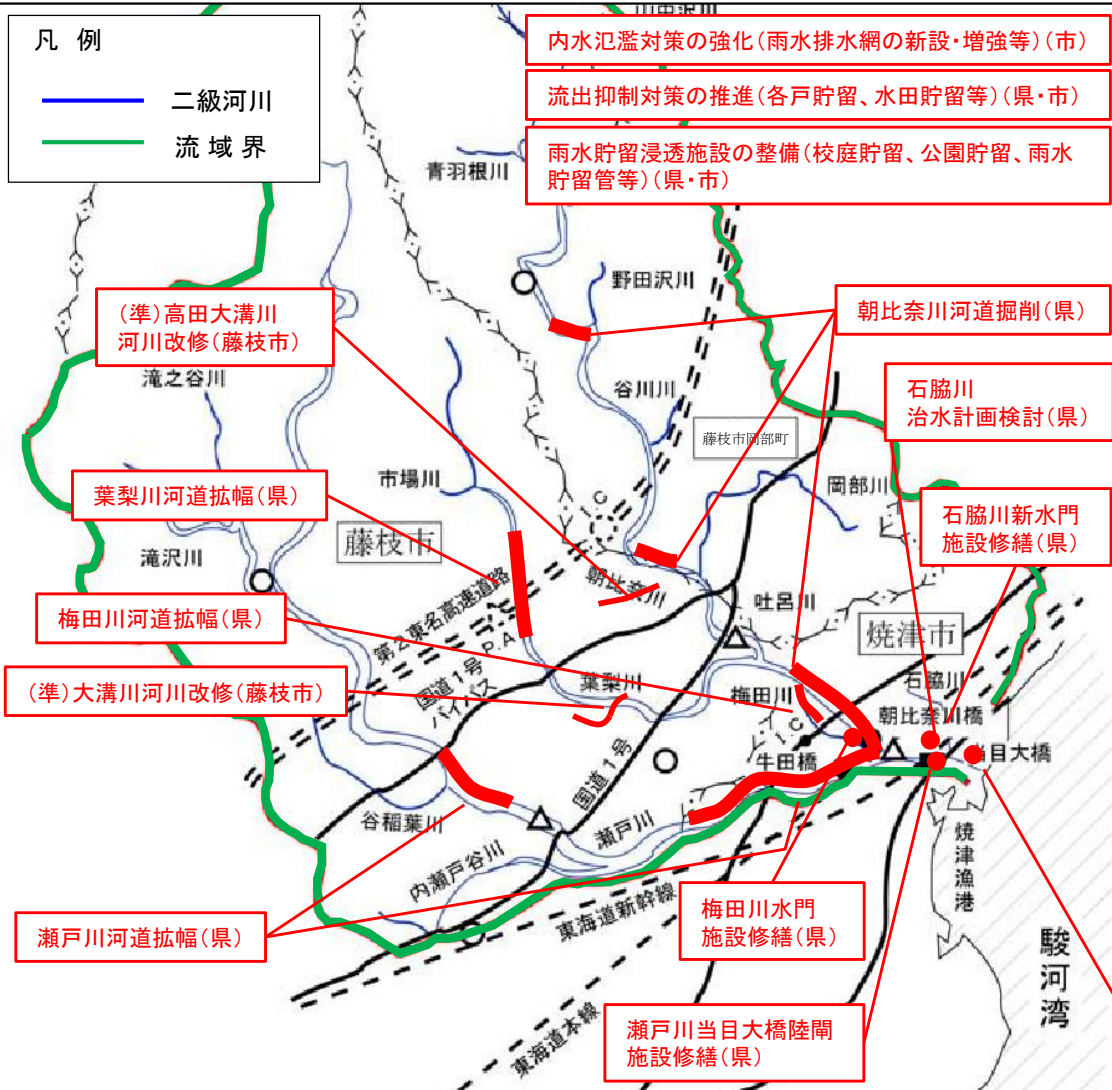 凡 例
二級河川
流 域 界
内水氾濫対策の強化(雨水排水網の新設・増強等)(市)
流出抑制対策の推進(各戸貯留、水田貯留等)(県・市)
雨水貯留浸透施設の整備(校庭貯留、公園貯留、雨水
貯留管等)(県・市)
青羽根川
野田沢川
(準)高田大溝川
河川改修(藤枝市)
朝比奈川河道掘削(県)
滝之谷川
谷川川
石脇川
治水計画検討(県)
藤枝市岡部町
市場川
岡部川
葉梨川河道拡幅(県)
I.C
石脇川新水門
施設修繕(県)
藤枝市
滝沢川
朝比奈川
吐呂川
第2東名高速道路
P.A
焼津市
梅田川河道拡幅(県)
国道1号
バイパス
葉梨川
梅田川
石脇川
(準)大溝川河川改修(藤枝市)
朝比奈川橋
I.C
牛田橋
当目大橋
国道1号
谷稲葉川
瀬戸川
内瀬戸谷川
焼津漁港
瀬戸川河道拡幅(県)
東海道新幹線
梅田川水門
施設修繕(県)
駿河湾
瀬戸川当目大橋陸閘
施設修繕(県)
東海道本線